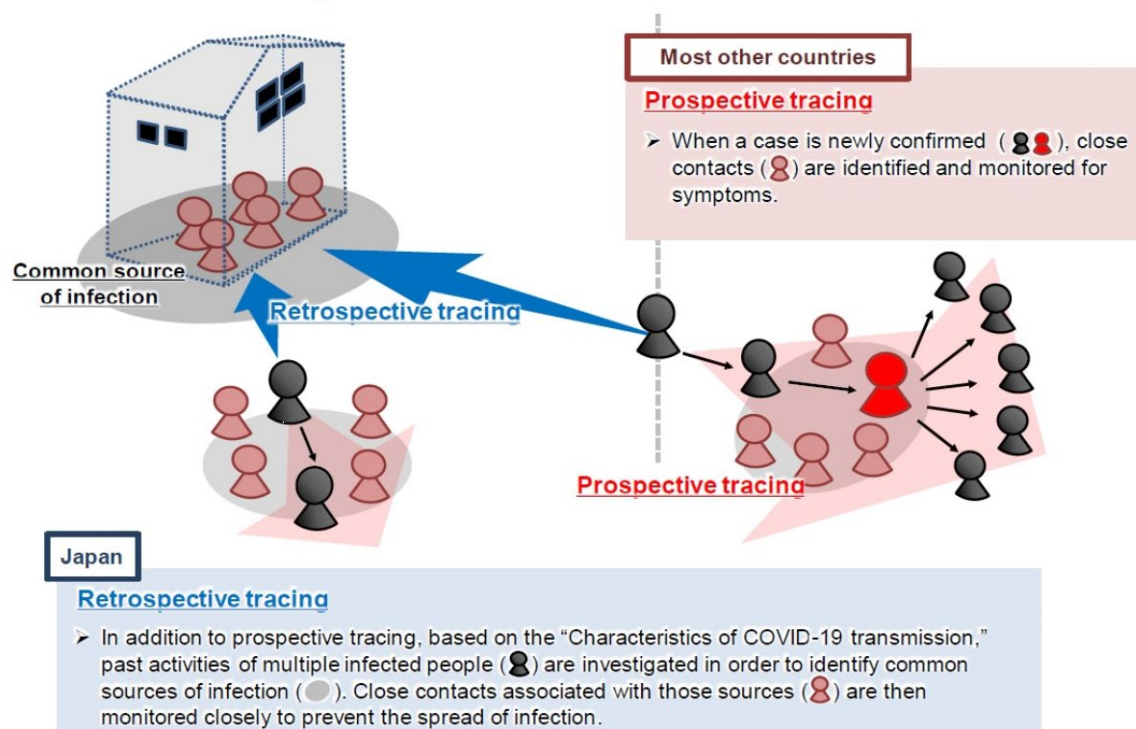 Most other countries
Prospective tracing
➢ When a case is newly confirmed ( ), close
contacts ( ) are identified and monitored for
symptoms.
Common source
of infection
Retrospective tracing
Prospective tracing
Japan
Retrospective tracing
➢ In addition to prospective tracing, based on the “Characteristics of COVID-19 transmission,”
past activities of multiple infected people ( ) are investigated in order to identify common
sources of infection ( ). Close contacts associated with those sources ( ) are then
monitored closely to prevent the spread of infection.